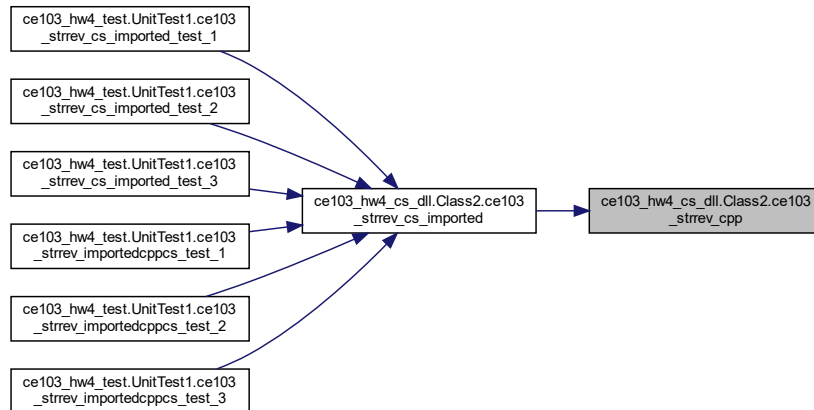 ce103_hw4_test.UnitTest1.ce103
_strrev_cs_imported_test_1
ce103_hw4_test.UnitTest1.ce103
_strrev_cs_imported_test_2
ce103_hw4_test.UnitTest1.ce103
_strrev_cs_imported_test_3
ce103_hw4_test.UnitTest1.ce103
_strrev_importedcppcs_test_1
ce103_hw4_test.UnitTest1.ce103
_strrev_importedcppcs_test_2
ce103_hw4_test.UnitTest1.ce103
_strrev_importedcppcs_test_3
ce103_hw4_cs_dll.Class2.ce103
_strrev_cs_imported
ce103_hw4_cs_dll.Class2.ce103
_strrev_cpp